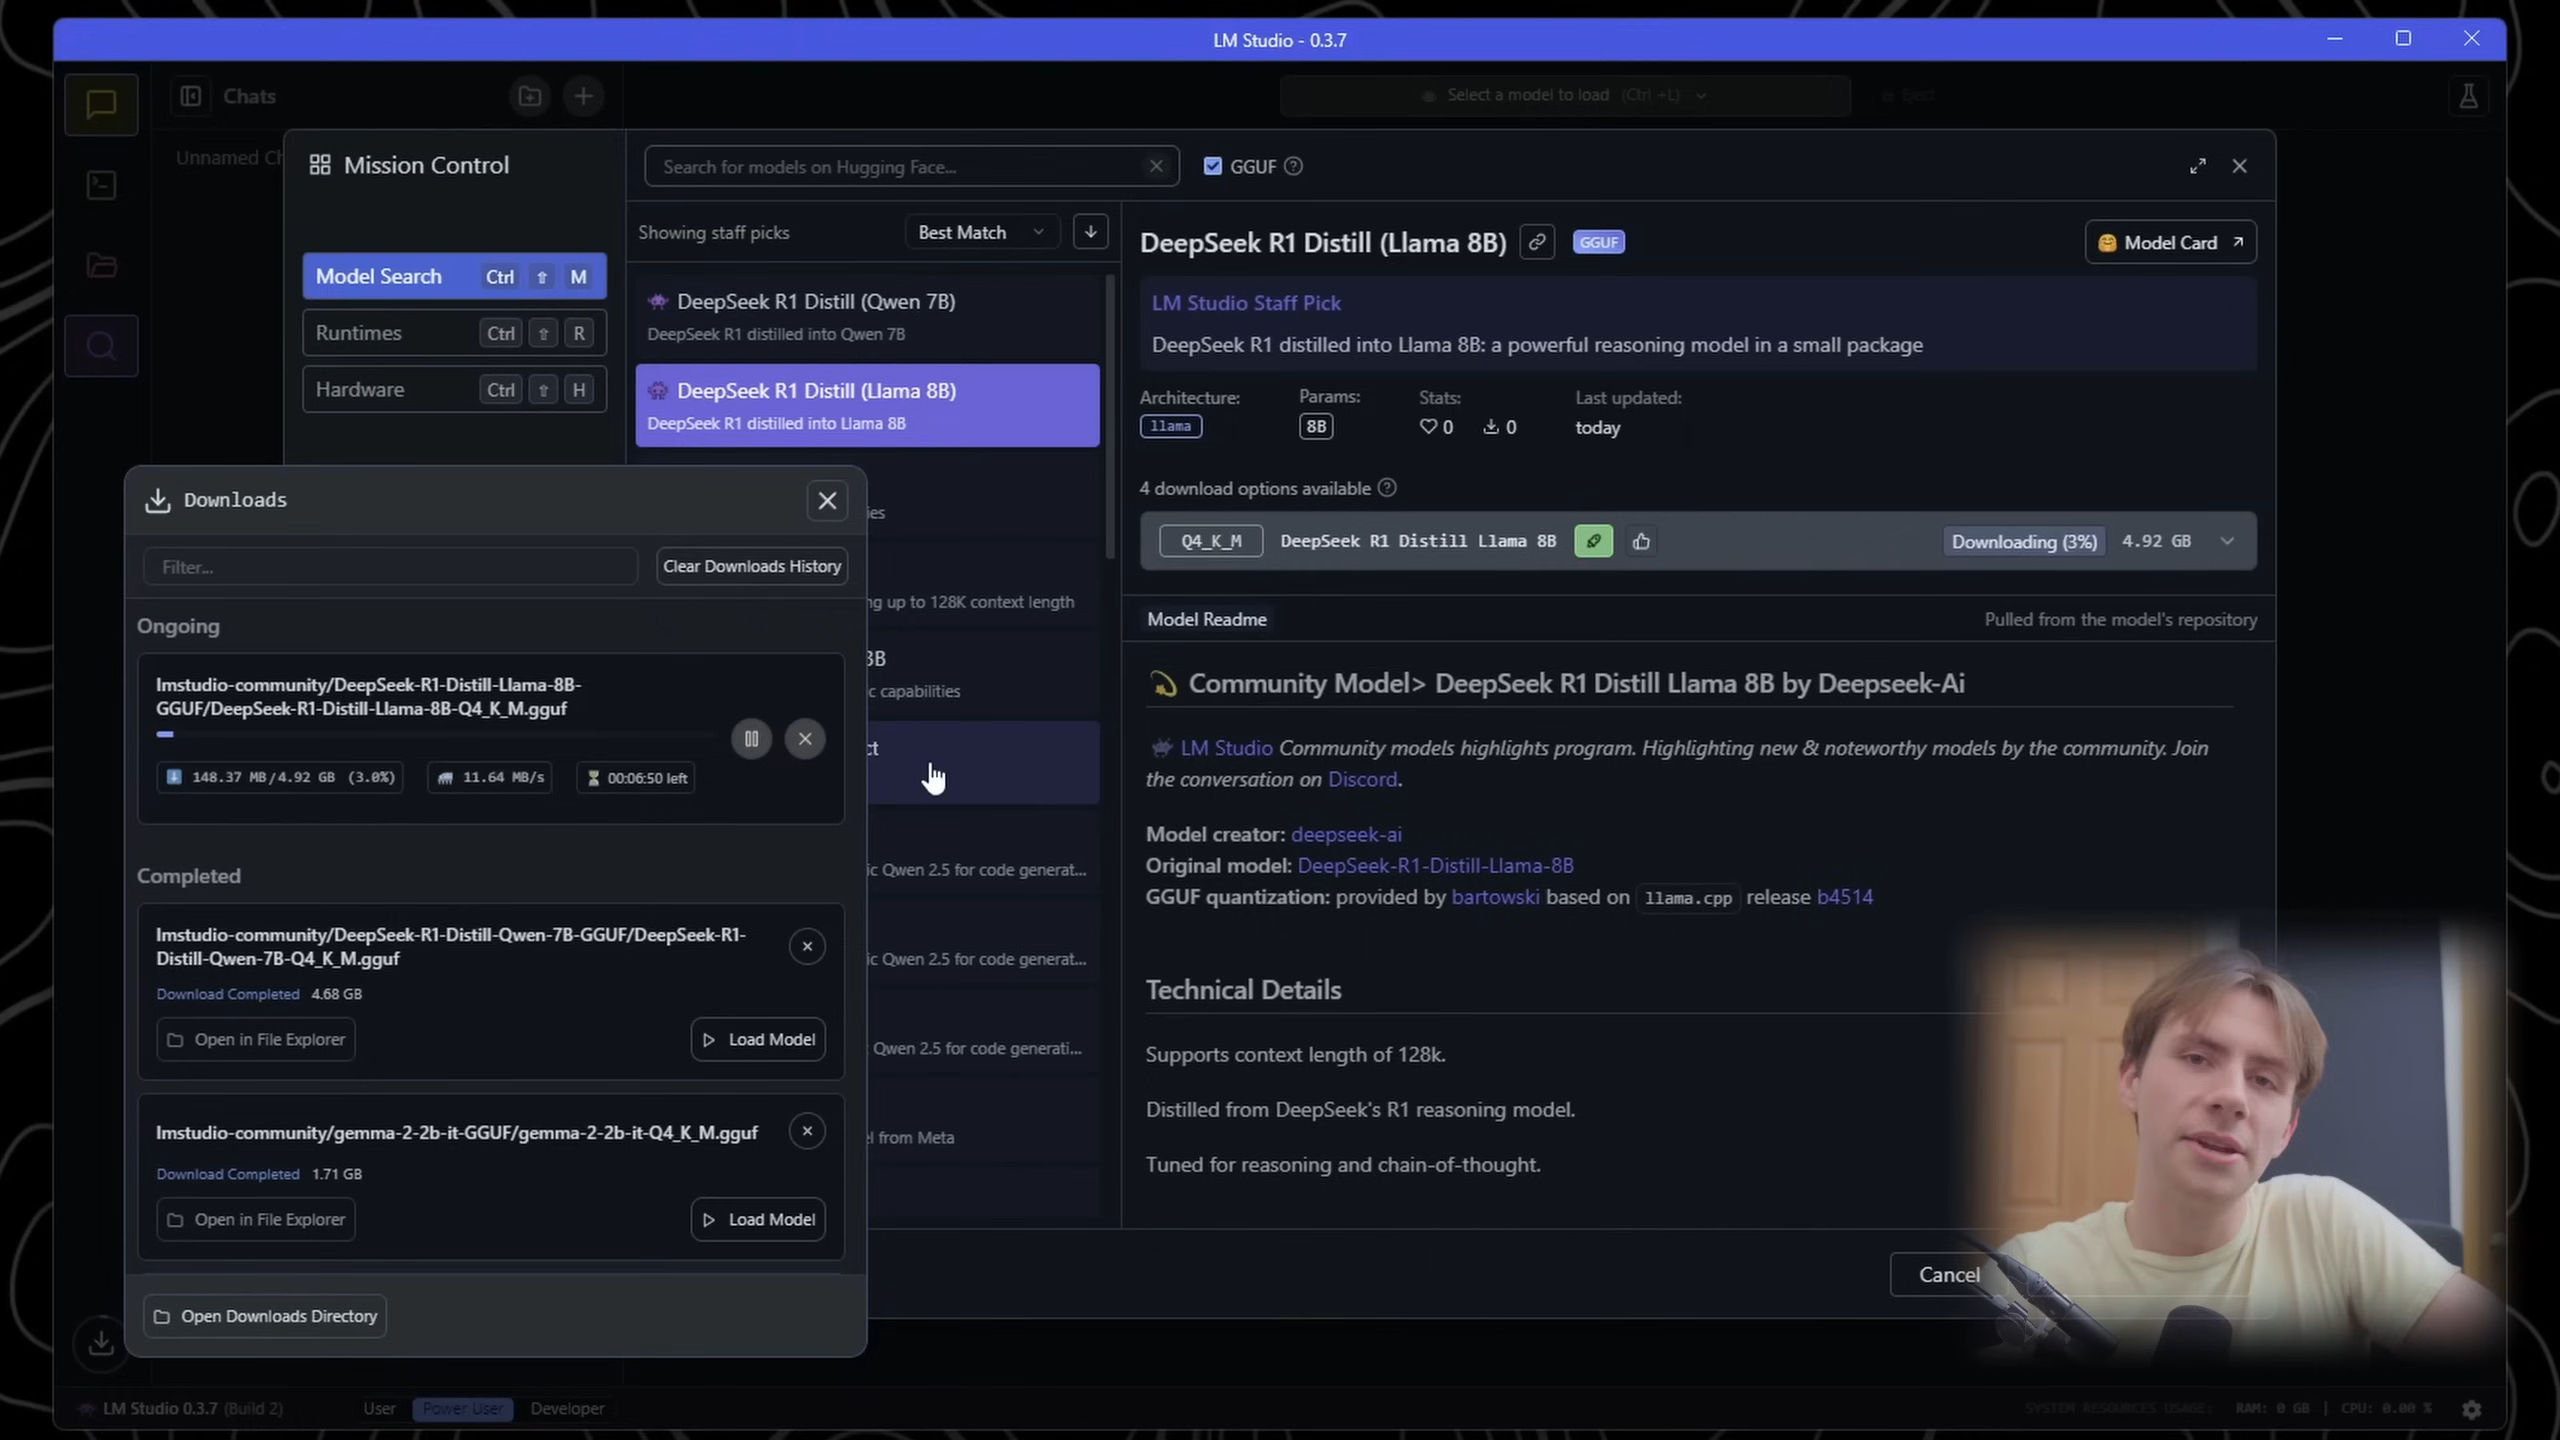 LM Studio - 0.3.7
Chats
Select a model to load (Ctrl +L)
Eject
Unnamed Ch
Mission Control
Search for models on Hugging Face...
GGUF
Model Search Ctrl ⇧ M
Runtimes Ctrl ⇧ R
Hardware Ctrl ⇧ H
Showing staff picks
Best Match
DeepSeek R1 Distill (Qwen 7B)
DeepSeek R1 distilled into Qwen 7B
DeepSeek R1 Distill (Llama 8B)
DeepSeek R1 distilled into Llama 8B
ies
ng up to 128K context length
3B
c capabilities
ct
ic Qwen 2.5 for code generat...
ic Qwen 2.5 for code generat...
Qwen 2.5 for code generati...
el from Meta
DeepSeek R1 Distill (Llama 8B)
GGUF
Model Card
LM Studio Staff Pick
DeepSeek R1 distilled into Llama 8B: a powerful reasoning model in a small package
Architecture: Params: Stats: Last updated:
llama 8B 0 0 today
4 download options available
Q4_K_M DeepSeek R1 Distill Llama 8B Downloading (3%) 4.92 GB
Model Readme
Pulled from the model's repository
Community Model> DeepSeek R1 Distill Llama 8B by Deepseek-Ai
LM Studio Community models highlights program. Highlighting new & noteworthy models by the community. Join
the conversation on Discord.
Model creator: deepseek-ai
Original model: DeepSeek-R1-Distill-Llama-8B
GGUF quantization: provided by bartowski based on llama.cpp release b4514
Technical Details
Supports context length of 128k.
Distilled from DeepSeek's R1 reasoning model.
Tuned for reasoning and chain-of-thought.
Cancel
Downloads
Filter...
Clear Downloads History
Ongoing
lmstudio-community/DeepSeek-R1-Distill-Llama-8B-
GGUF/DeepSeek-R1-Distill-Llama-8B-Q4_K_M.gguf
148.37 MB/4.92 GB (3.0%) 11.64 MB/s 00:06:50 left
Completed
lmstudio-community/DeepSeek-R1-Distill-Qwen-7B-GGUF/DeepSeek-R1-
Distill-Qwen-7B-Q4_K_M.gguf
Download Completed 4.68 GB
Open in File Explorer
Load Model
lmstudio-community/gemma-2-2b-it-GGUF/gemma-2-2b-it-Q4_K_M.gguf
Download Completed 1.71 GB
Open in File Explorer
Load Model
Open Downloads Directory
LM Studio 0.3.7 (Build 2)
User
Power User
Developer
SYSTEM RESOURCES USAGE: RAM: 0 GB | CPU: 0.00 %